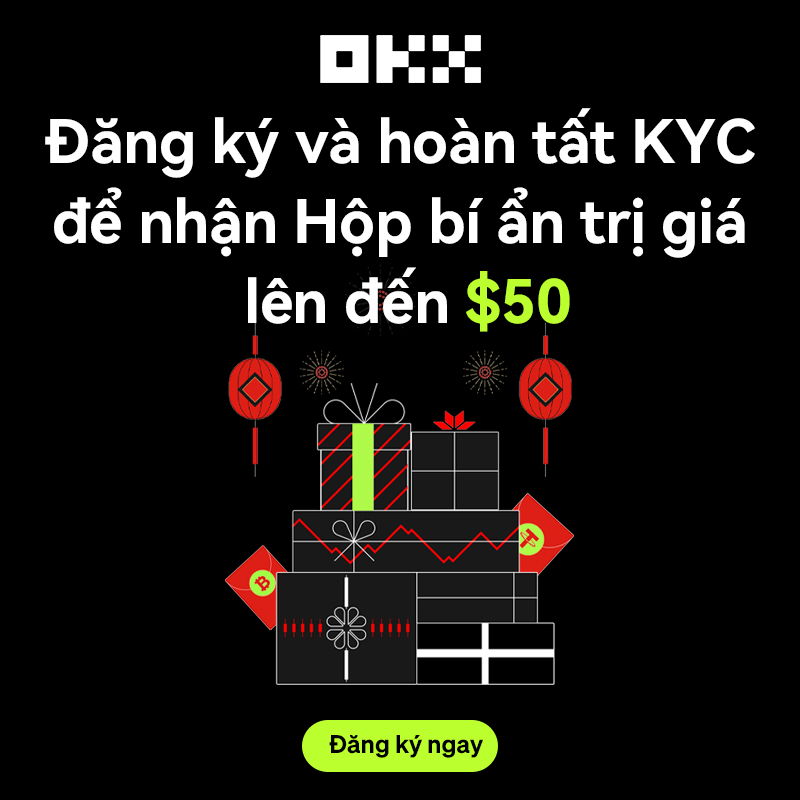 OKX
Đăng ký và hoàn tất KYC
để nhận Hộp bí ẩn trị giá
lên đến $50
Đăng ký ngay